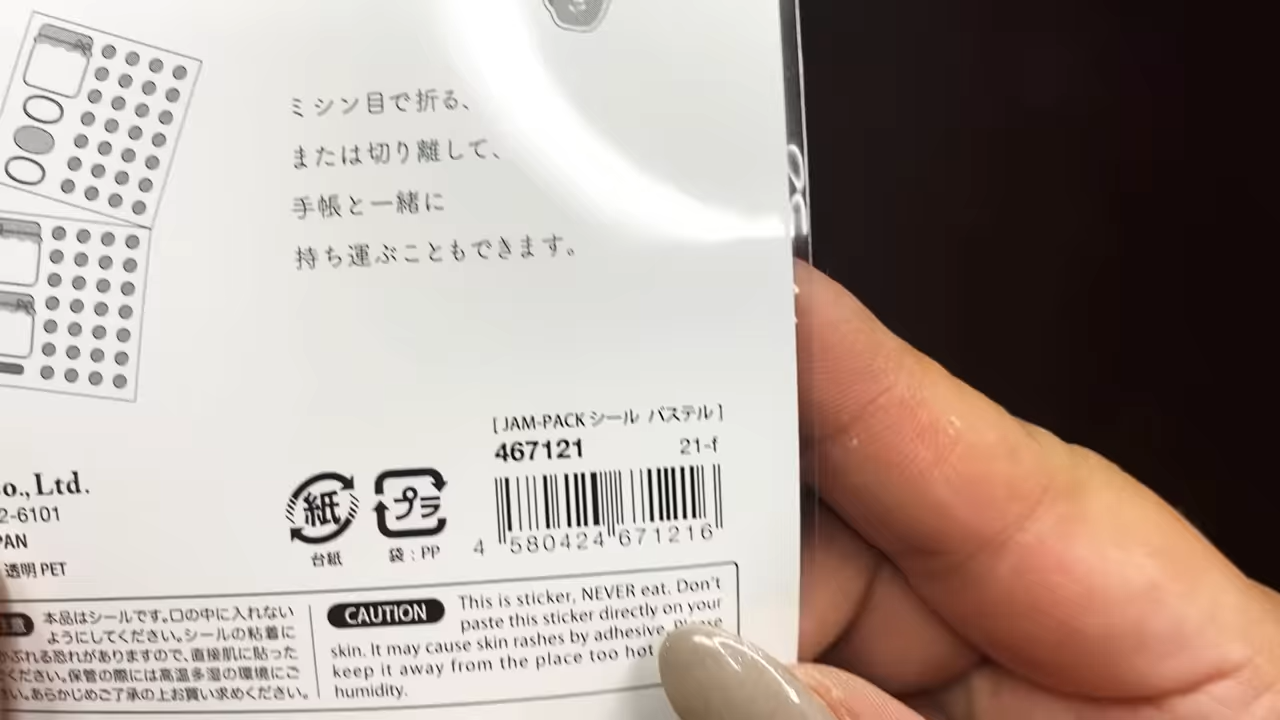 ミシン目で折る、
または切り離して、
手帳と一緒に
持ち運ぶこともできます。
[JAM-PACKシール パステル]
467121 21-f
4 580424 671216
o., Ltd.
2-6101
PAN
透明PET
紙
台紙
プラ
袋:PP
本品はシールです。口の中に入れない
ようにしてください。シールの粘着に
かぶれる恐れがありますので、直接肌に貼った
ください。保管の際には高温多湿の環境にご
い。あらかじめご了承の上お買い求めください。
CAUTION This is sticker, NEVER eat. Don't
paste this sticker directly on your
skin. It may cause skin rashes by adhesive.
keep it away from the place too hot
humidity.